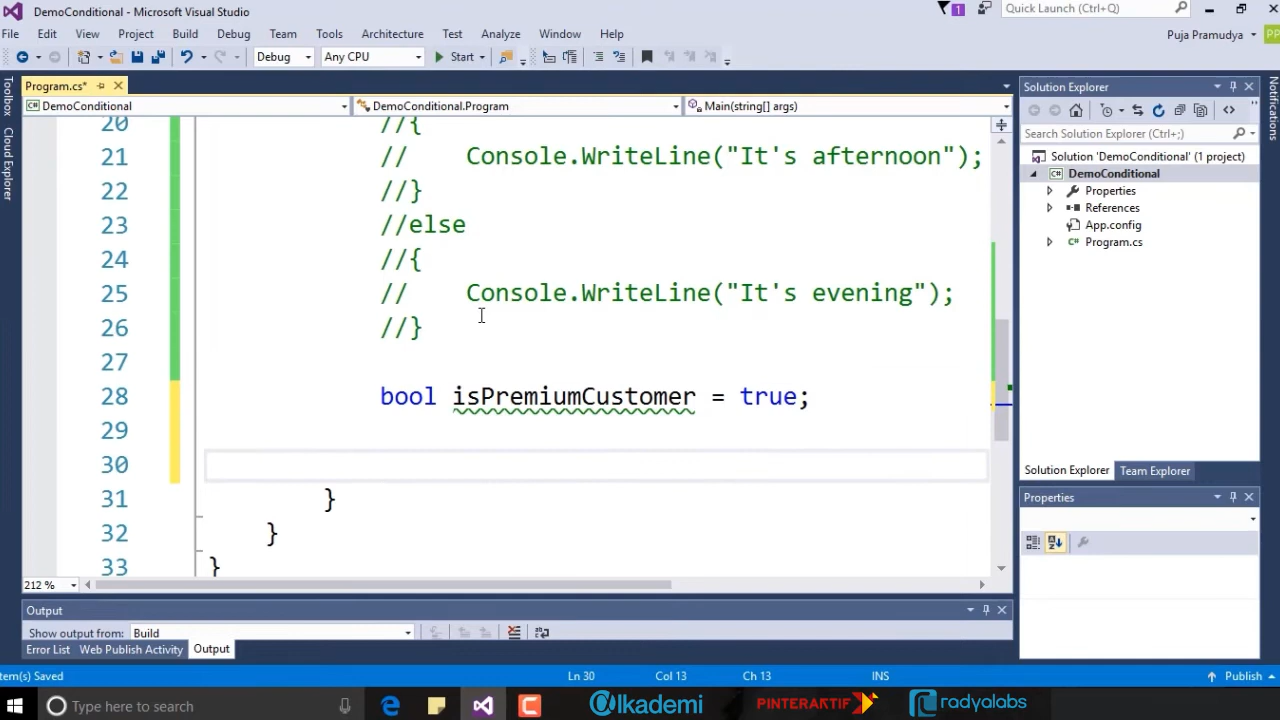 DemoConditional - Microsoft Visual Studio
1
Quick Launch (Ctrl+Q)
File Edit View Project Build Debug Team Tools Architecture Test Analyze Window Help
Puja Pramudya
PP
Debug Any CPU Start
Toolbox
Cloud Explorer
Program.cs*
DemoConditional
DemoConditional.Program
Main(string[] args)
20 //{
21 //    Console.WriteLine("It's afternoon");
22 //}
23 //else
24 //{
25 //    Console.WriteLine("It's evening");
26 //}
27
28 bool isPremiumCustomer = true;
29
30
31 }
32 }
33 }
212 %
Solution Explorer
Search Solution Explorer (Ctrl+;)
Solution 'DemoConditional' (1 project)
DemoConditional
Properties
References
App.config
Program.cs
Solution Explorer Team Explorer
Properties
Notifications
Output
Show output from: Build
Error List Web Publish Activity Output
tem(s) Saved Ln 30 Col 13 Ch 13 INS Publish
Type here to search
lkademi
PINTERAKTIF
radyalabs